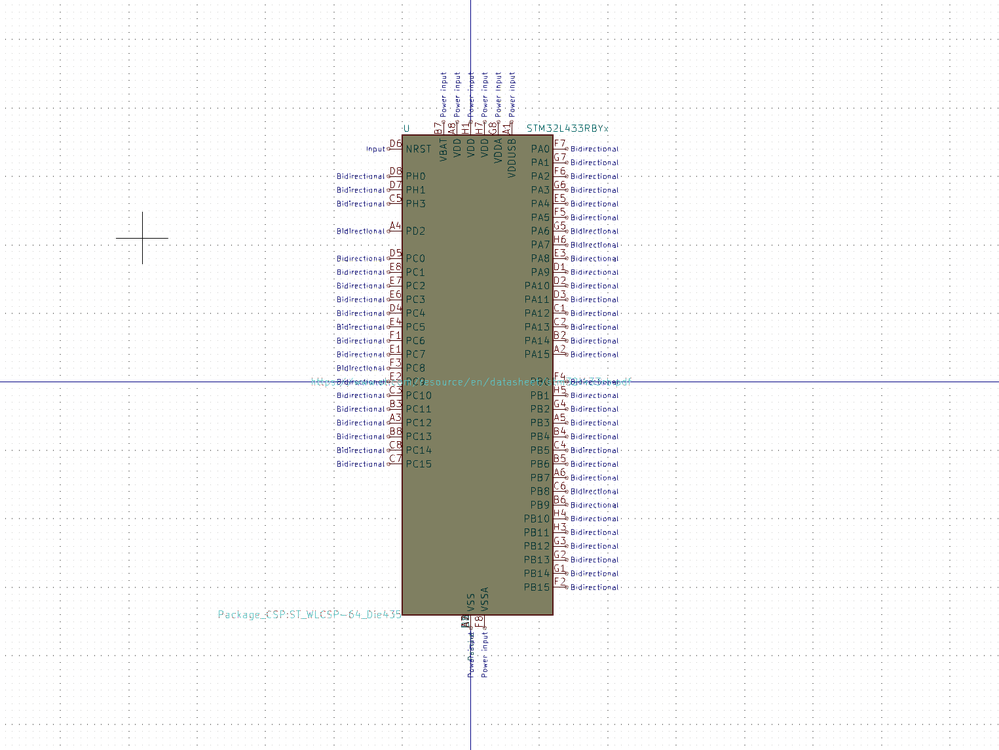 Power input Power input Power input Power input Power input Power input
U STM32L433RBYx
B7 A8 H1 H7 G8 A1
VBAT VDD VDD VDD VDDA VDDUSB
Input D6 NRST PA0 F7 Bidirectional
PA1 G7 Bidirectional
Bidirectional D8 PH0 PA2 F6 Bidirectional
Bidirectional D7 PH1 PA3 G6 Bidirectional
Bidirectional C5 PH3 PA4 E5 Bidirectional
PA5 F5 Bidirectional
Bidirectional A4 PD2 PA6 G5 Bidirectional
PA7 H6 Bidirectional
Bidirectional D5 PC0 PA8 E3 Bidirectional
Bidirectional E8 PC1 PA9 D1 Bidirectional
Bidirectional E7 PC2 PA10 D2 Bidirectional
Bidirectional E6 PC3 PA11 D3 Bidirectional
Bidirectional D4 PC4 PA12 C1 Bidirectional
Bidirectional E4 PC5 PA13 C2 Bidirectional
Bidirectional F1 PC6 PA14 B2 Bidirectional
Bidirectional E1 PC7 PA15 A2 Bidirectional
Bidirectional F3 PC8
Bidirectional E2 PC9 F4 Bidirectional
Bidirectional C3 PC10 PB1 H5 Bidirectional
Bidirectional B3 PC11 PB2 G4 Bidirectional
Bidirectional A3 PC12 PB3 A5 Bidirectional
Bidirectional B8 PC13 PB4 B4 Bidirectional
Bidirectional C8 PC14 PB5 C4 Bidirectional
Bidirectional C7 PC15 PB6 B5 Bidirectional
PB7 A6 Bidirectional
PB8 C6 Bidirectional
PB9 B6 Bidirectional
PB10 H4 Bidirectional
PB11 H3 Bidirectional
PB12 G3 Bidirectional
PB13 G2 Bidirectional
PB14 G1 Bidirectional
PB15 F2 Bidirectional
VSS VSSA
Package_CSP:ST_WLCSP-64_Die435
F8
Power input